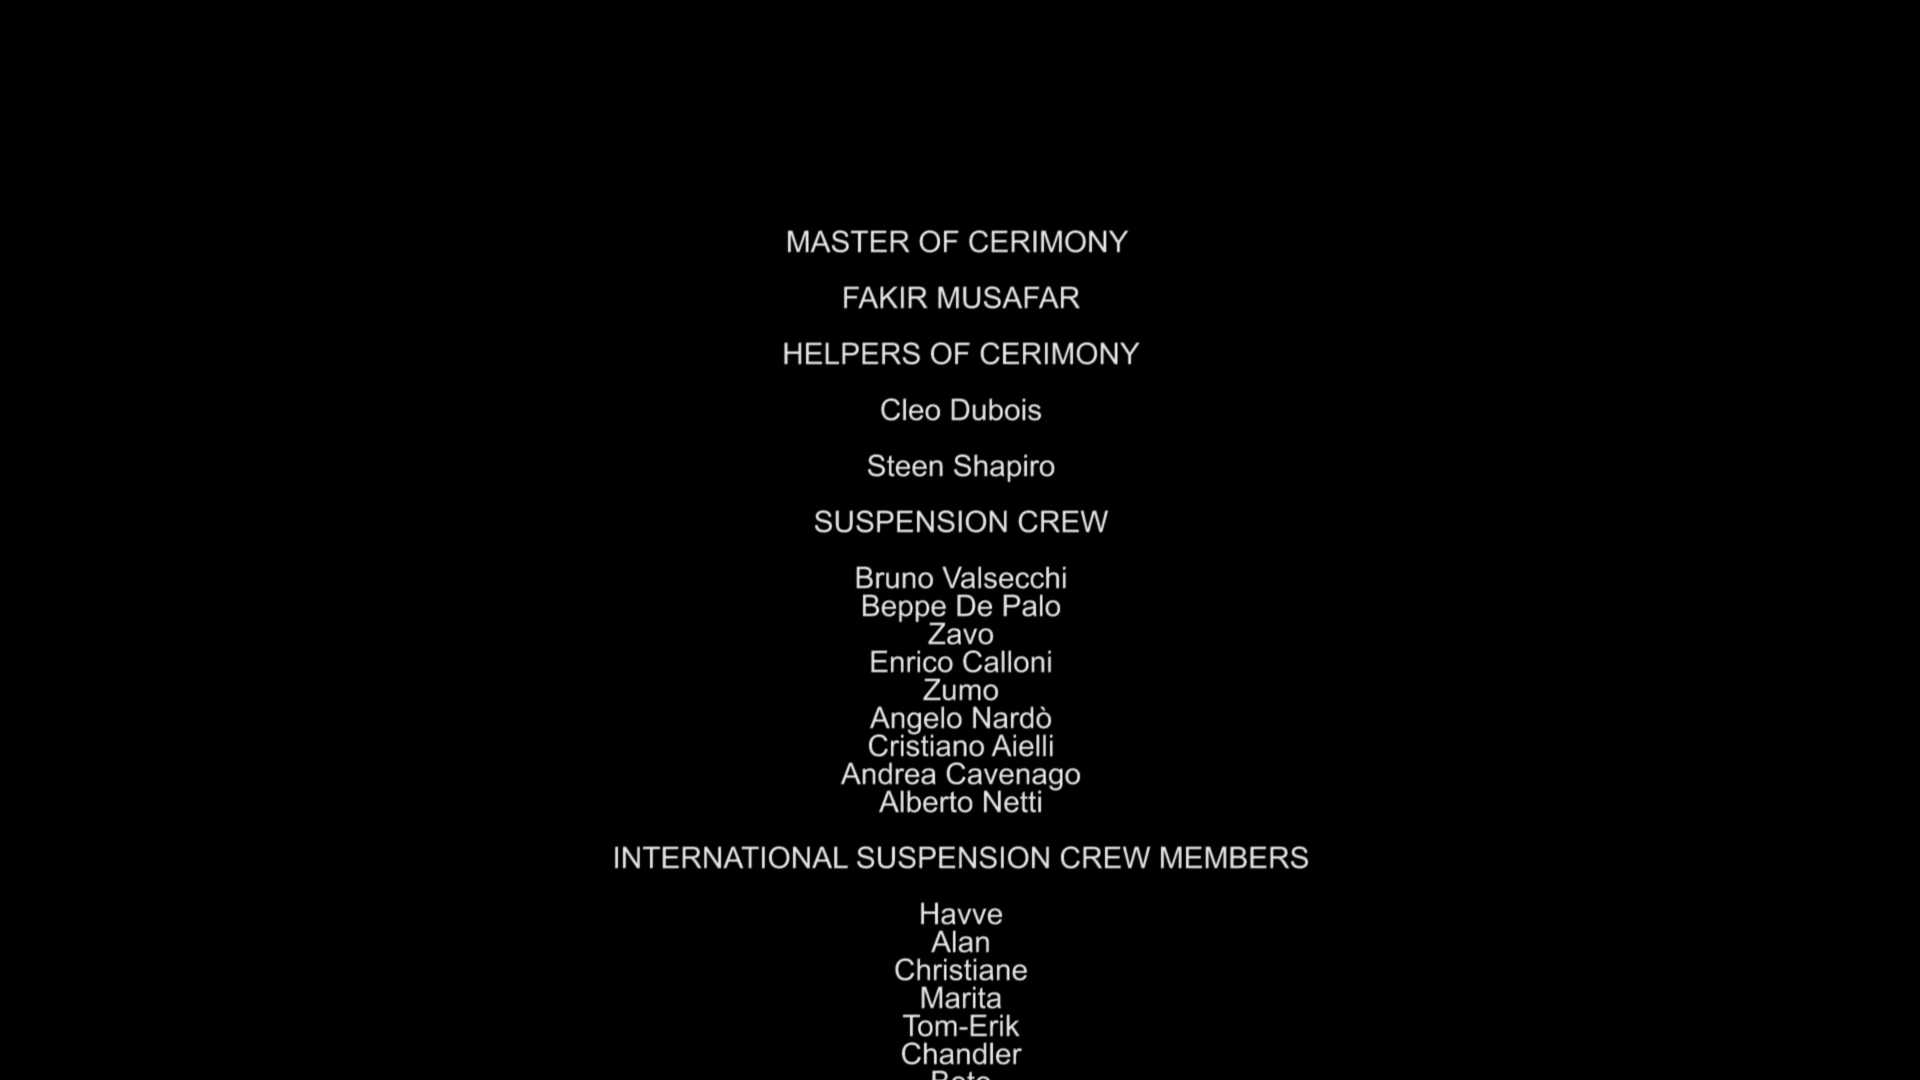 MASTER OF CERIMONY
FAKIR MUSAFAR
HELPERS OF CERIMONY
Cleo Dubois
Steen Shapiro
SUSPENSION CREW
Bruno Valsecchi
Beppe De Palo
Zavo
Enrico Calloni
Zumo
Angelo Nardò
Cristiano Aielli
Andrea Cavenago
Alberto Netti
INTERNATIONAL SUSPENSION CREW MEMBERS
Havve
Alan
Christiane
Marita
Tom-Erik
Chandler